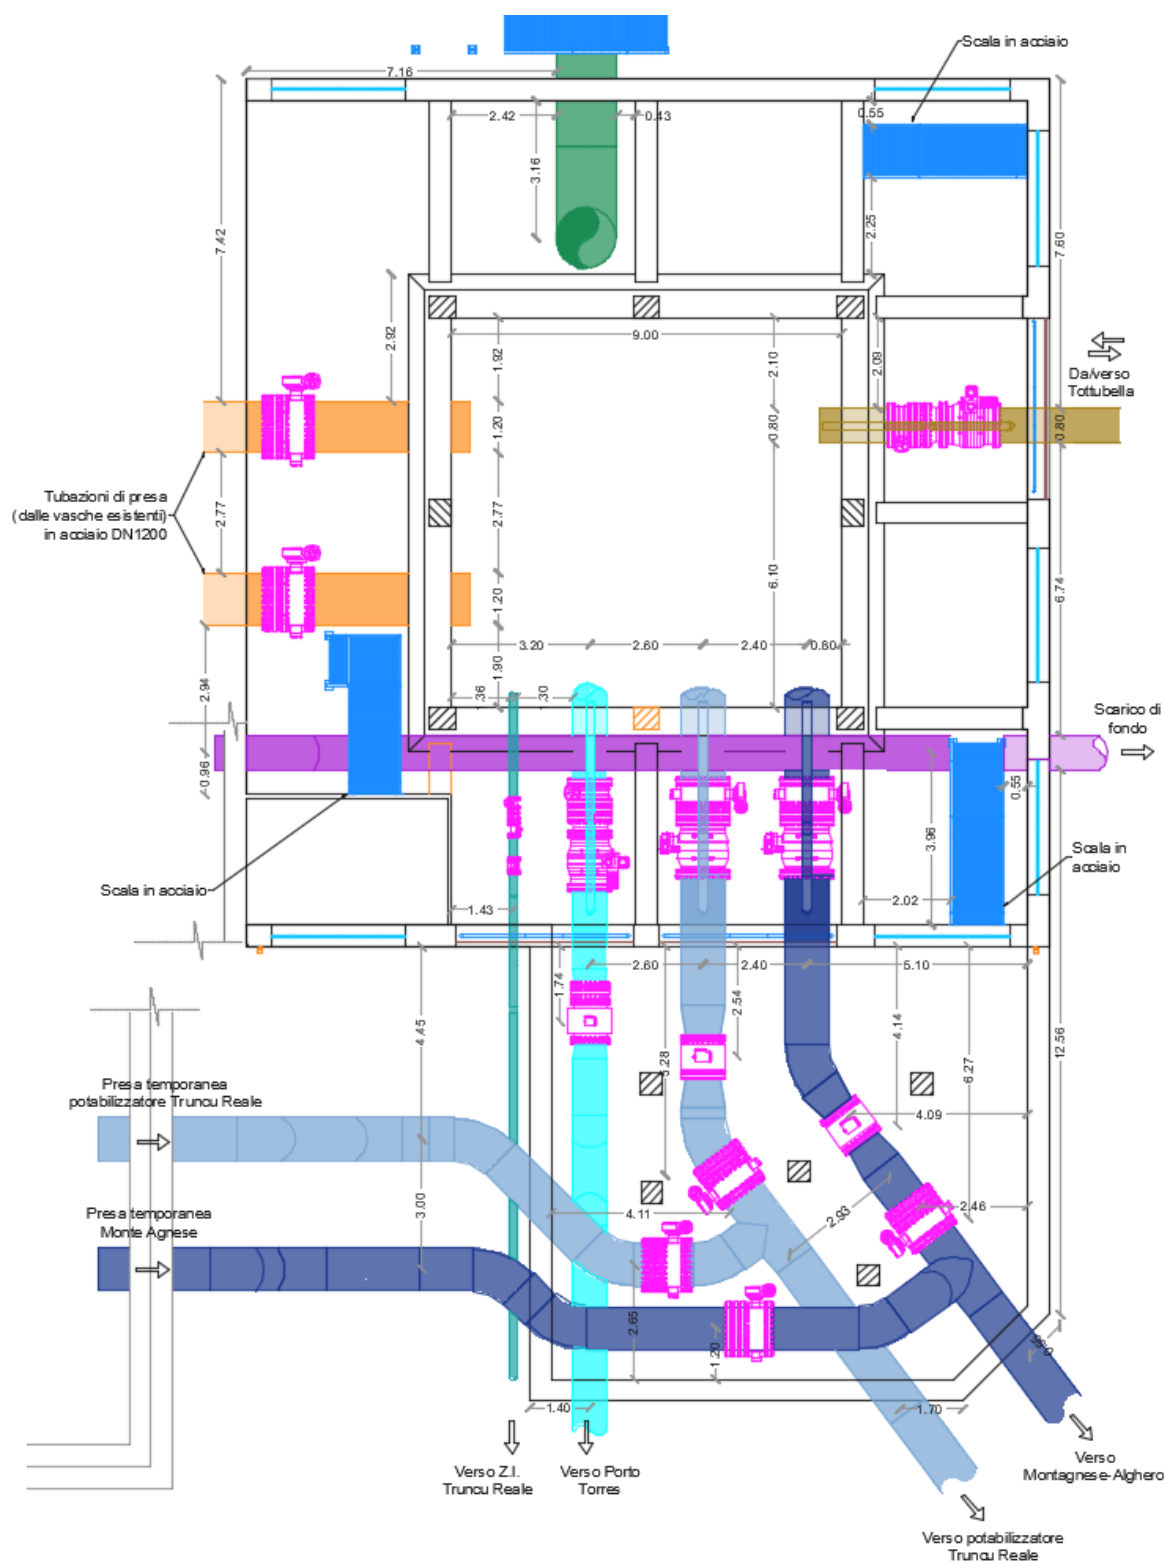 Scala in acciaio
7.16
2.42
0.43
0.55
3.16
7.42
2.25
7.60
2.92
9.00
1.92
2.10
2.09
Da/verso
Tottubella
1.20
0.80
0.80
Tubazioni di presa
(dalle vasche esistenti)
in acciaio DN1200
2.77
2.77
6.10
6.74
1.20
3.20
2.60
2.40
0.80
1.90
2.94
.36
.30
Scarico di
fondo
0.96
0.55
3.96
Scala in
acciaio
Scala in acciaio
1.43
2.02
2.60
2.40
5.10
1.74
2.54
4.45
4.14
12.56
5.28
6.27
Presa temporanea
potabilizzatore Truncu Reale
4.09
3.00
Presa temporanea
Monte Agnese
4.11
2.93
2.46
2.65
1.20
1.40
1.70
Verso Z.I.
Truncu Reale
Verso Porto
Torres
Verso
Montagnese-Alghero
Verso potabilizzatore
Truncu Reale